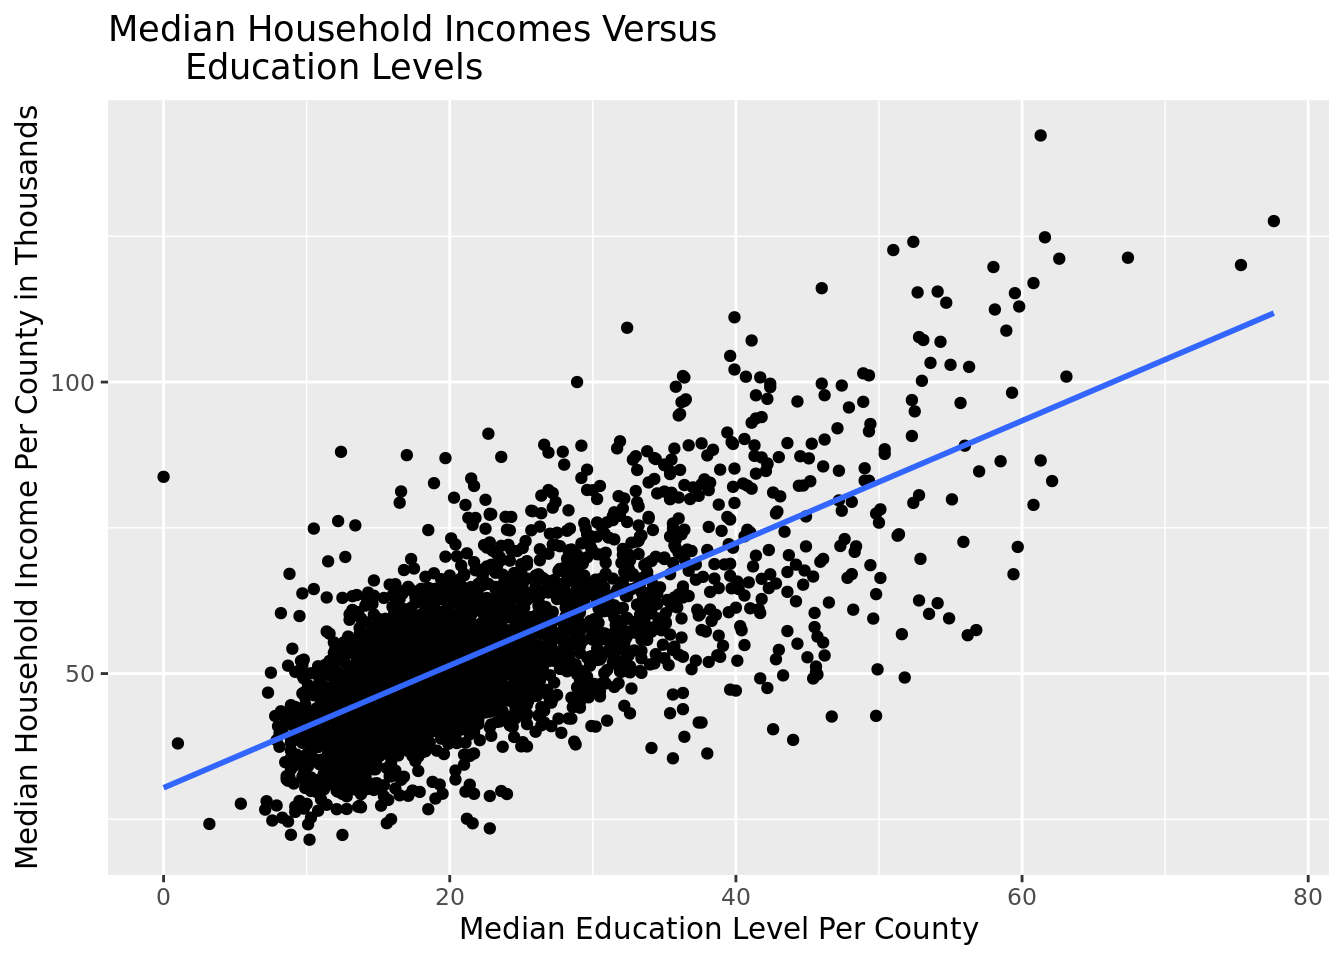 Median Household Incomes Versus
Education Levels
Median Household Income Per County in Thousands
100
50
0 20 40 60 80
Median Education Level Per County